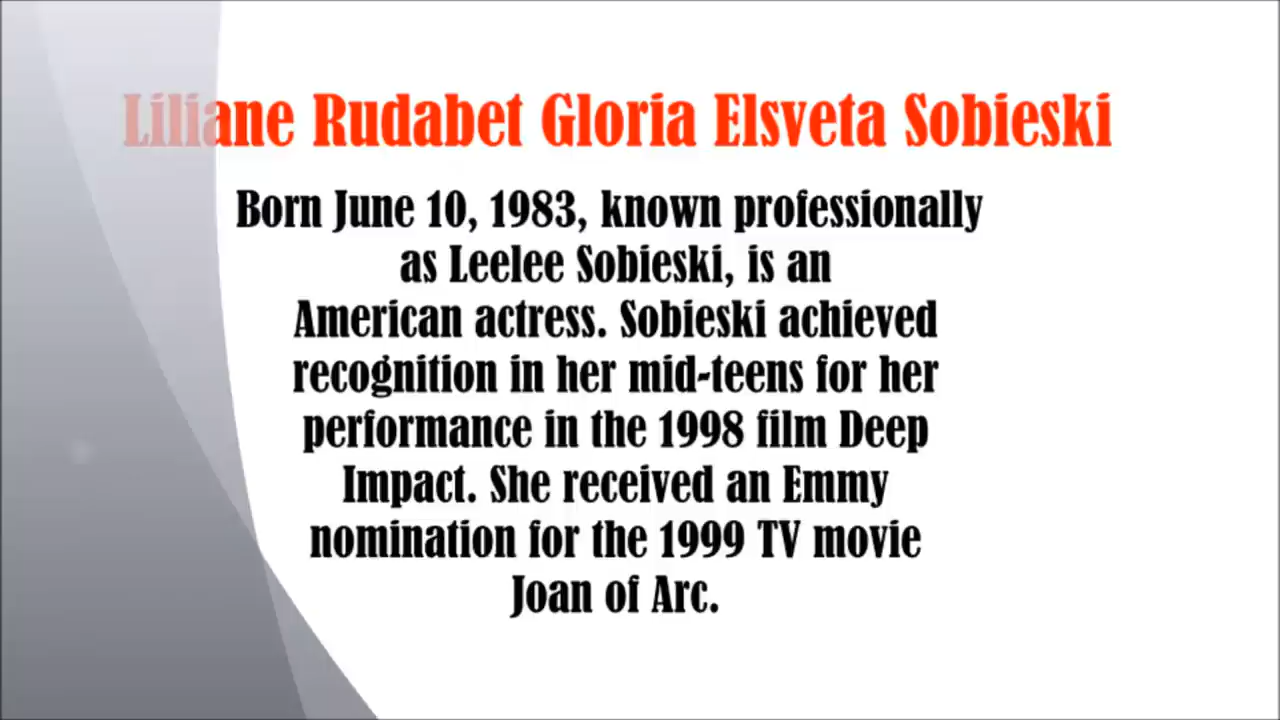 Liliane Rudabet Gloria Elsveta Sobieski
Born June 10, 1983, known professionally
as Leelee Sobieski, is an
American actress. Sobieski achieved
recognition in her mid-teens for her
performance in the 1998 film Deep
Impact. She received an Emmy
nomination for the 1999 TV movie
Joan of Arc.